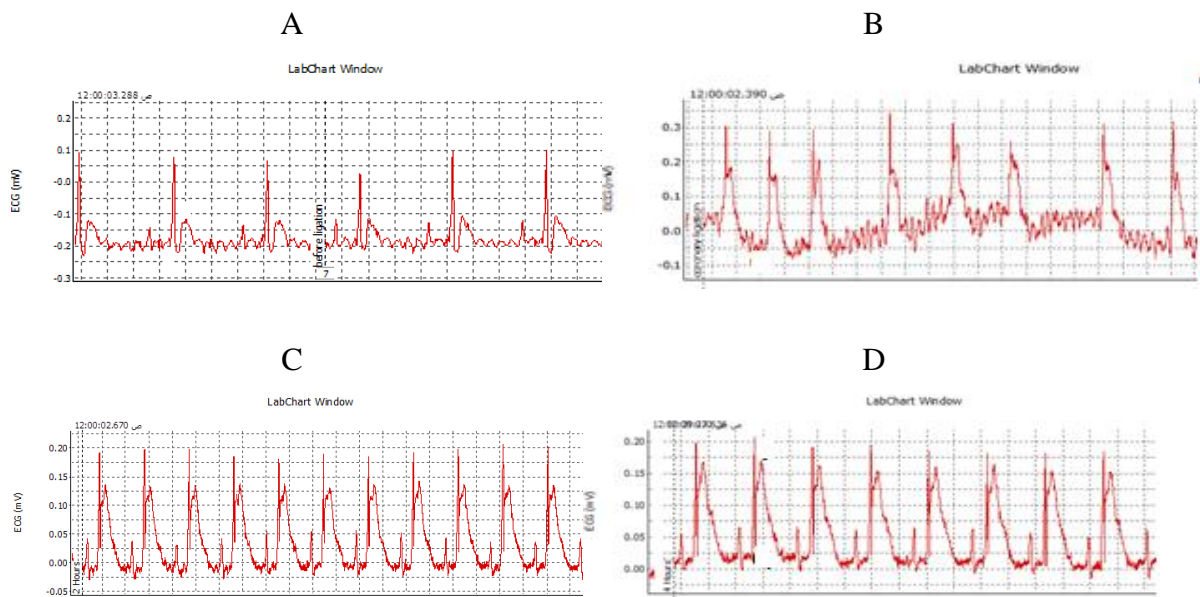 A
LabChart Window
12:00:03.288 ص
0.2
0.1
-0.0
-0.1
-0.2
-0.3
ECG (mV)
before ligation
7
B
LabChart Window
12:00:02.390 ص
0.3
0.2
0.1
0.0
-0.1
ECG (mV)
coronary ligation
C
LabChart Window
12:00:02.670 ص
0.20
0.15
0.10
0.05
0.00
-0.05
ECG (mV)
2 Hours
D
LabChart Window
0.20
0.15
0.10
0.05
0.00
ECG (mV)
4 Hours